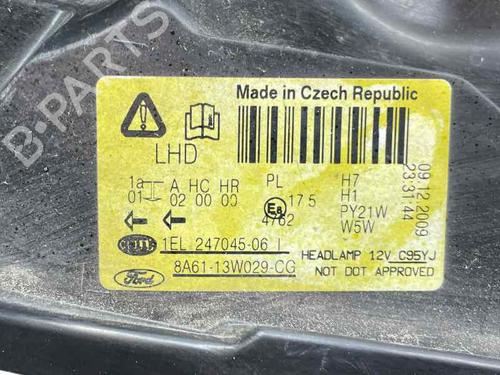 B-PARTS
Made in Czech Republic
LHD
1a A HC HR PL
01 02 00 00
E8 17 5
4762
H7
H1
PY21W
W5W
09.12.2009
23:31:44
HELLA
1EL 247045-06
HEADLAMP 12V C95YJ
Ford
8A61-13W029-CG
NOT DOT APPROVED